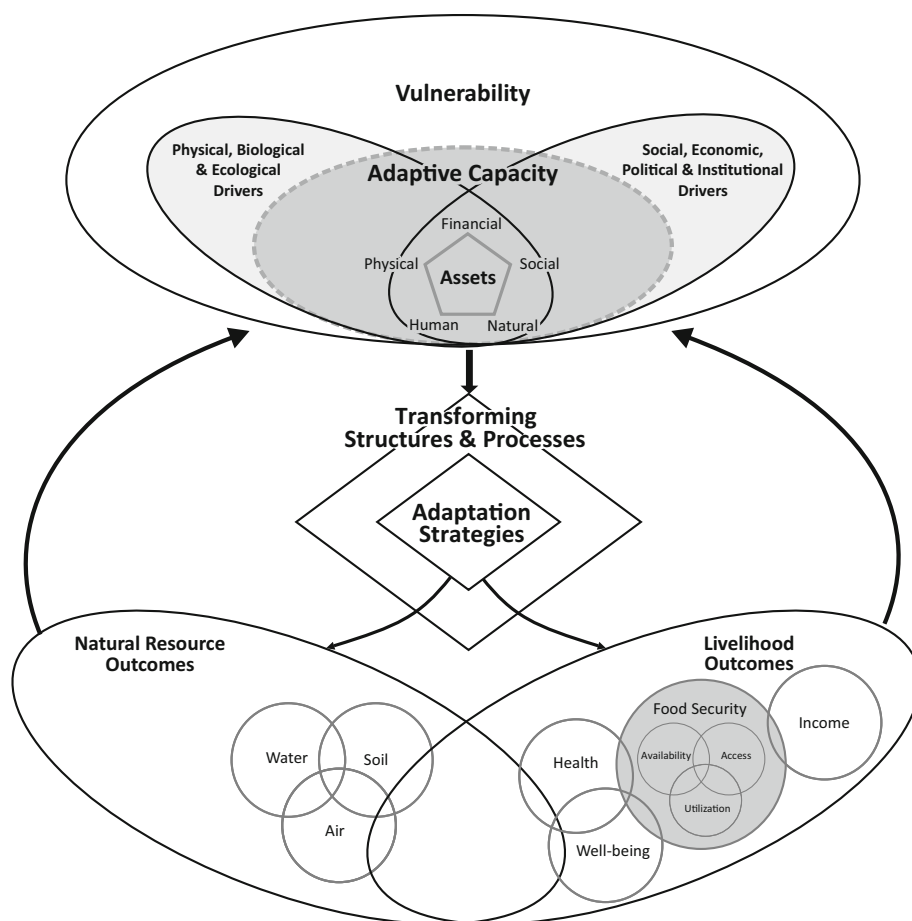 Vulnerability
Physical, Biological
& Ecological
Drivers
Social, Economic,
Political & Institutional
Drivers
Adaptive Capacity
Financial
Physical
Social
Assets
Human
Natural
Transforming
Structures & Processes
Adaptation
Strategies
Natural Resource
Outcomes
Livelihood
Outcomes
Food Security
Income
Water
Soil
Health
Availability
Access
Utilization
Air
Well-being